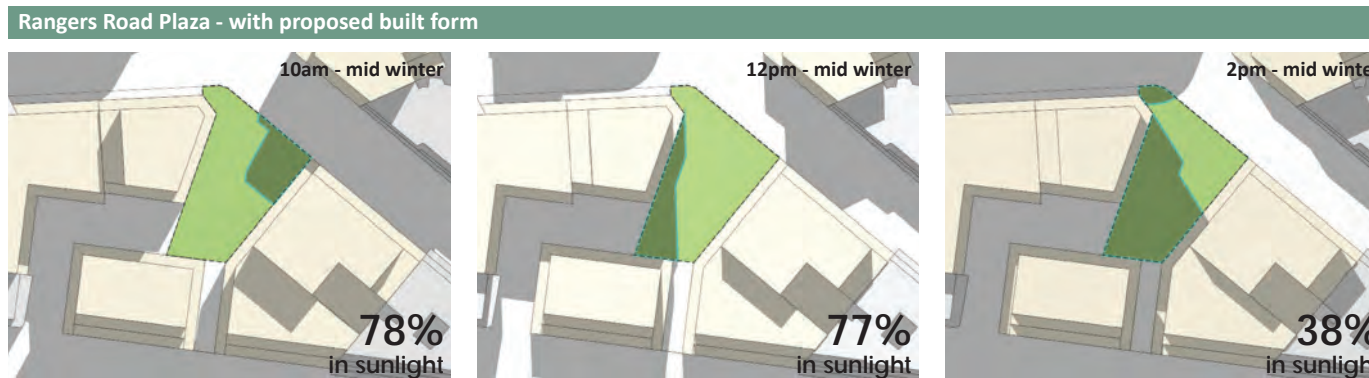 Rangers Road Plaza - with proposed built form
10am - mid winter
78%
in sunlight
12pm - mid winter
77%
in sunlight
2pm - mid winte
38%
in sunligh